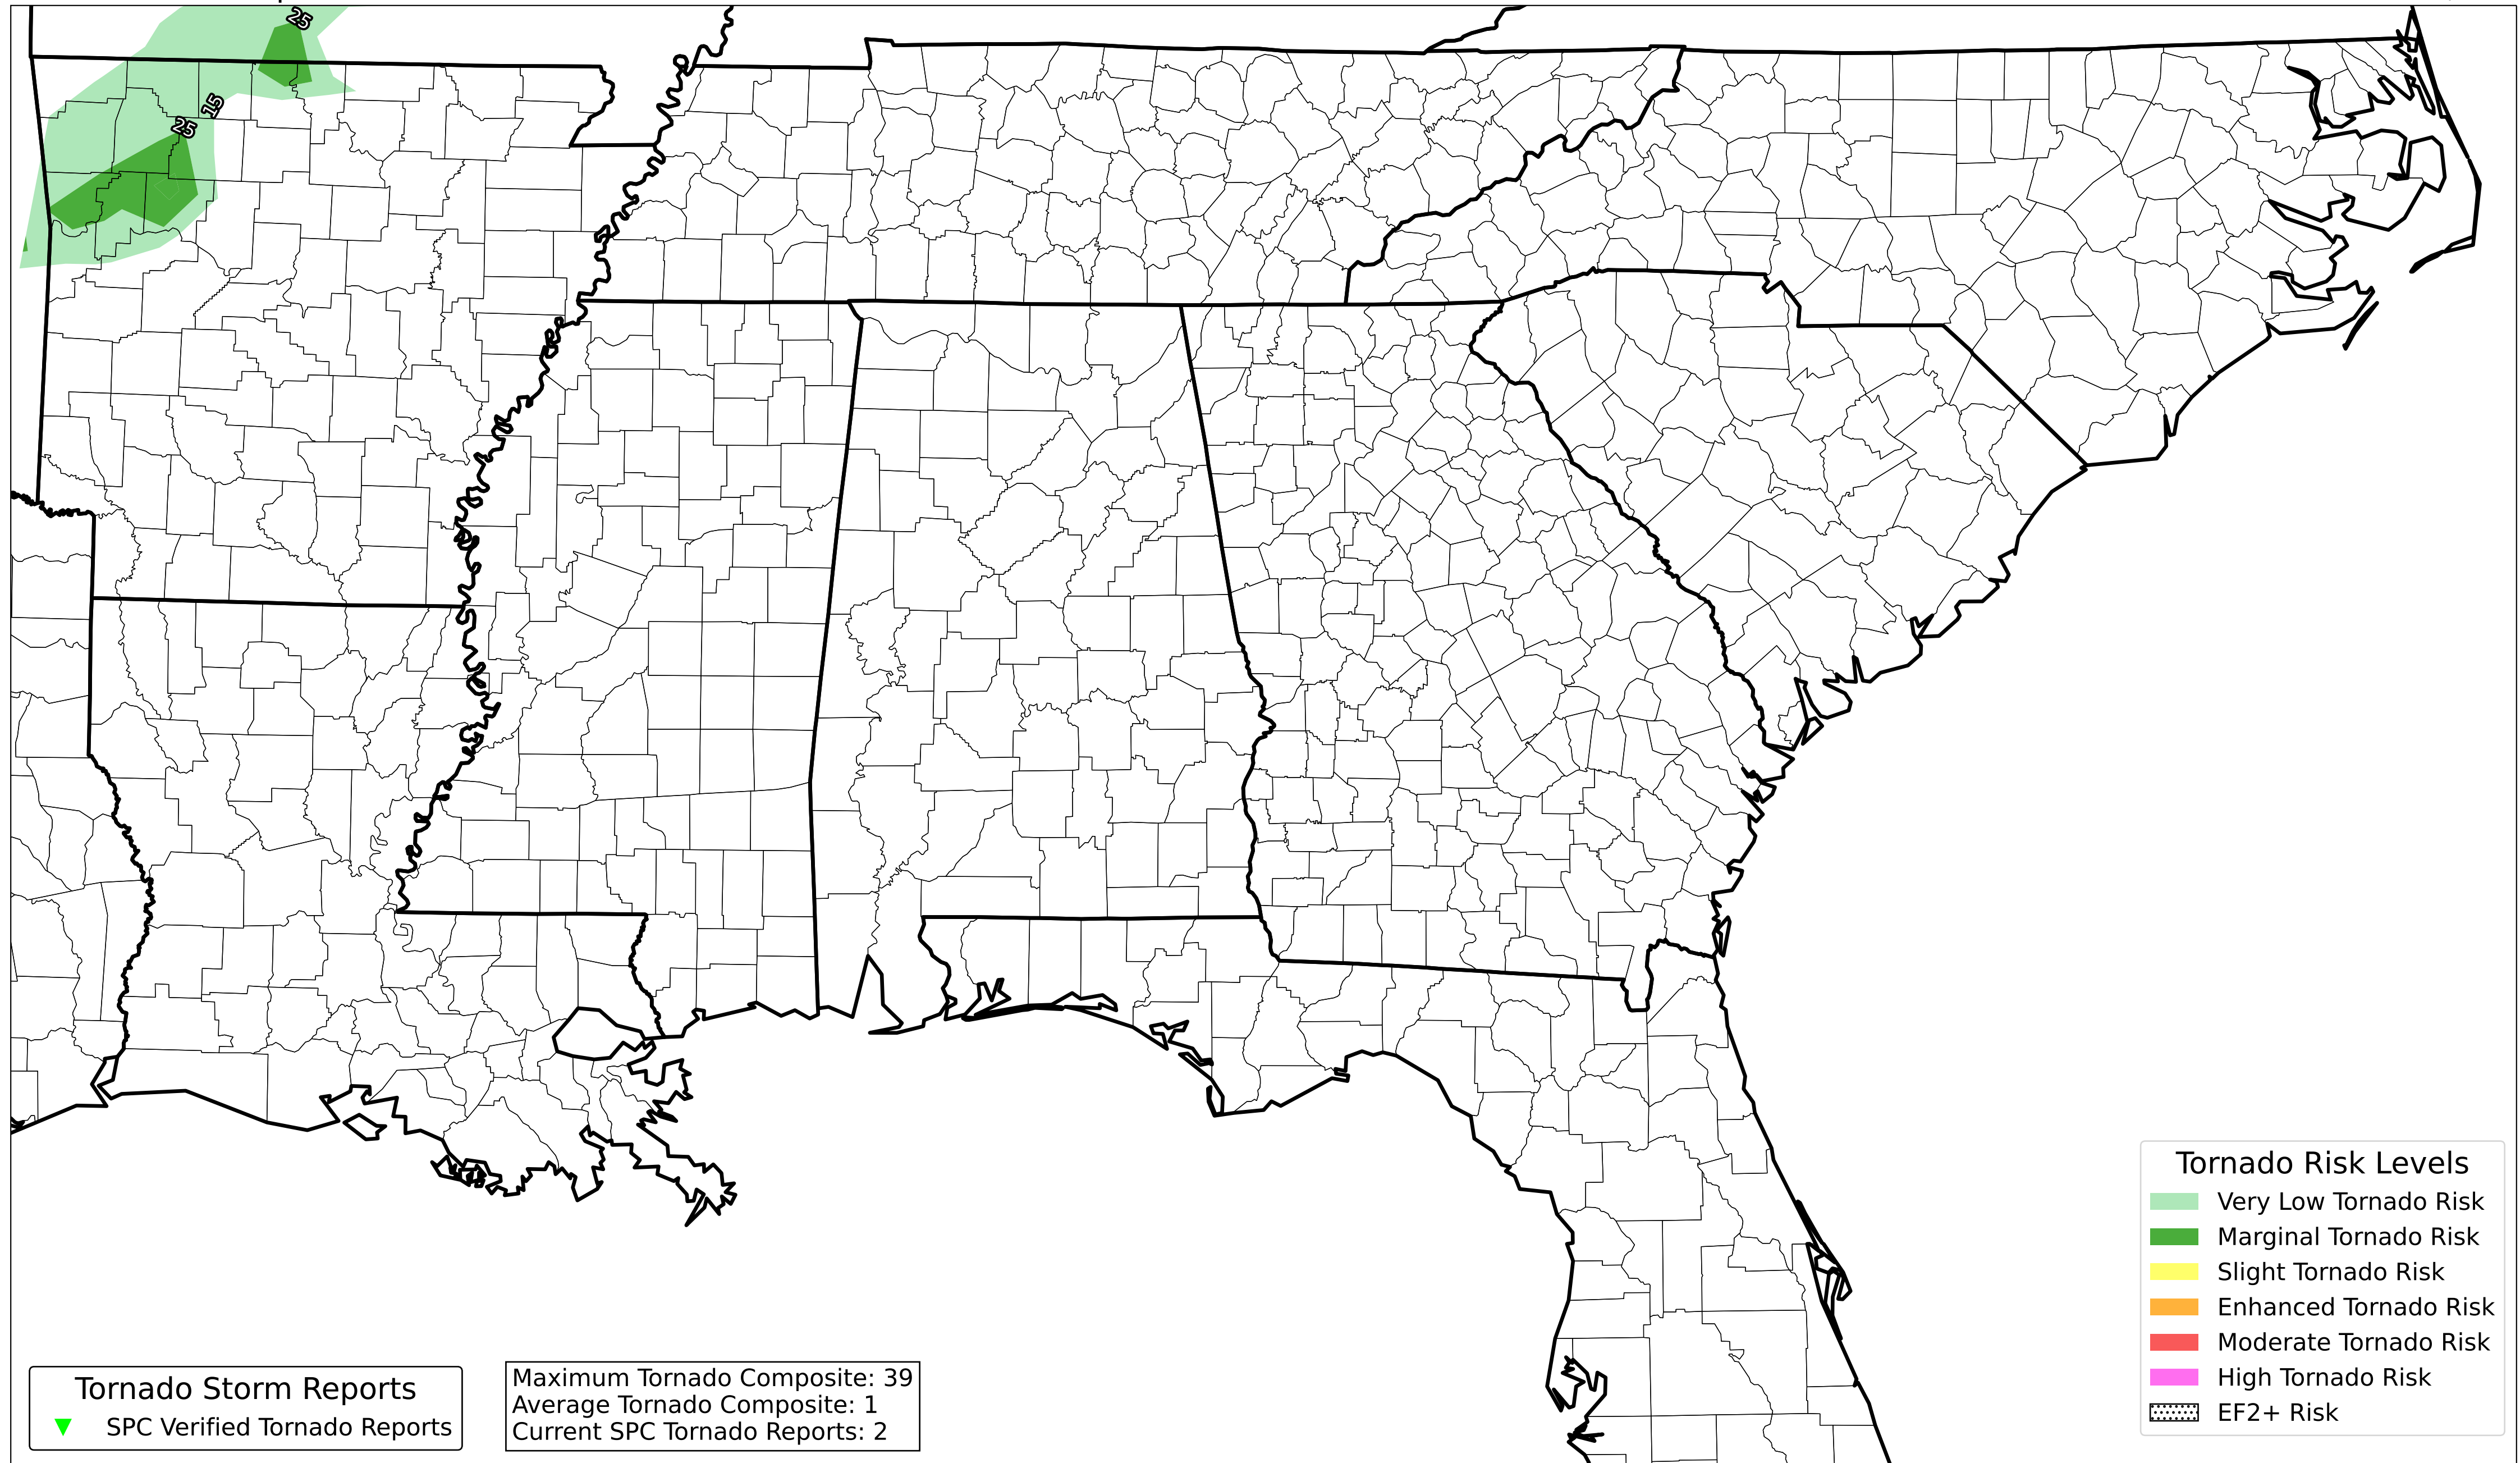 25
15
25
Tornado Risk Levels
Very Low Tornado Risk
Marginal Tornado Risk
Slight Tornado Risk
Enhanced Tornado Risk
Moderate Tornado Risk
High Tornado Risk
EF2+ Risk
Tornado Storm Reports
SPC Verified Tornado Reports
Maximum Tornado Composite: 39
Average Tornado Composite: 1
Current SPC Tornado Reports: 2